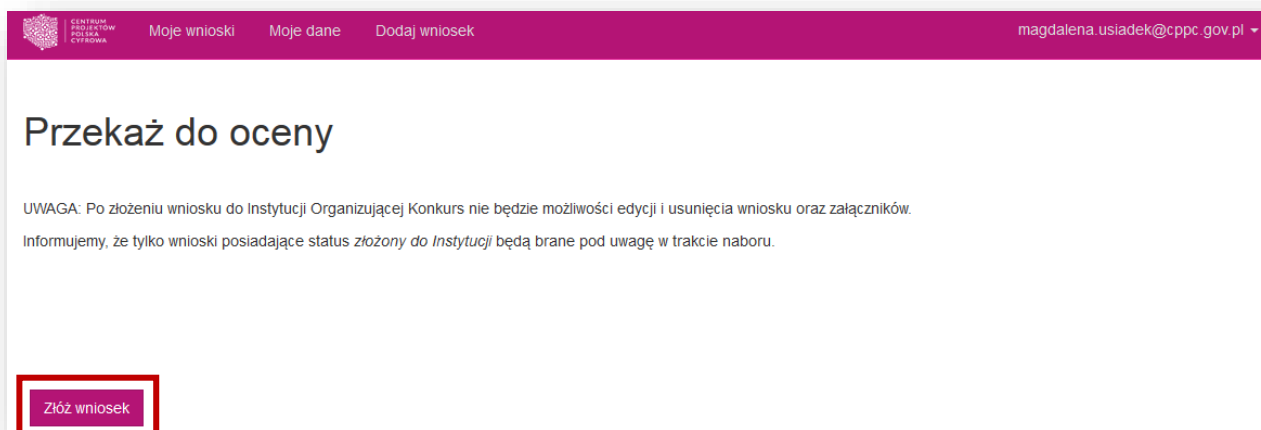 CENTRUM
PROJEKTÓW
POLSKA
CYFROWA
Moje wnioski Moje dane Dodaj wniosek magdalena.usiadek@cppc.gov.pl
Przekaż do oceny
UWAGA: Po złożeniu wniosku do Instytucji Organizującej Konkurs nie będzie możliwości edycji i usunięcia wniosku oraz załączników.
Informujemy, że tylko wnioski posiadające status złożony do Instytucji będą brane pod uwagę w trakcie naboru.
Złóż wniosek